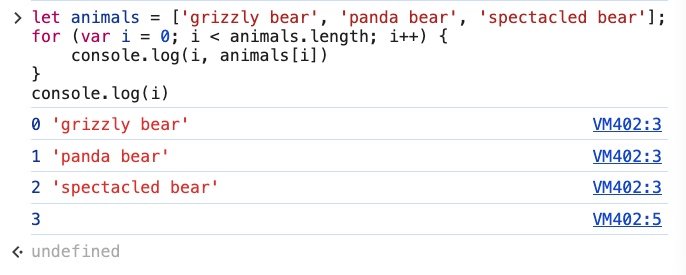 let animals = ['grizzly bear', 'panda bear', 'spectacled bear'];
for (var i = 0; i < animals.length; i++) {
    console.log(i, animals[i])
}
console.log(i)
0 'grizzly bear' VM402:3
1 'panda bear' VM402:3
2 'spectacled bear' VM402:3
3 VM402:5
undefined